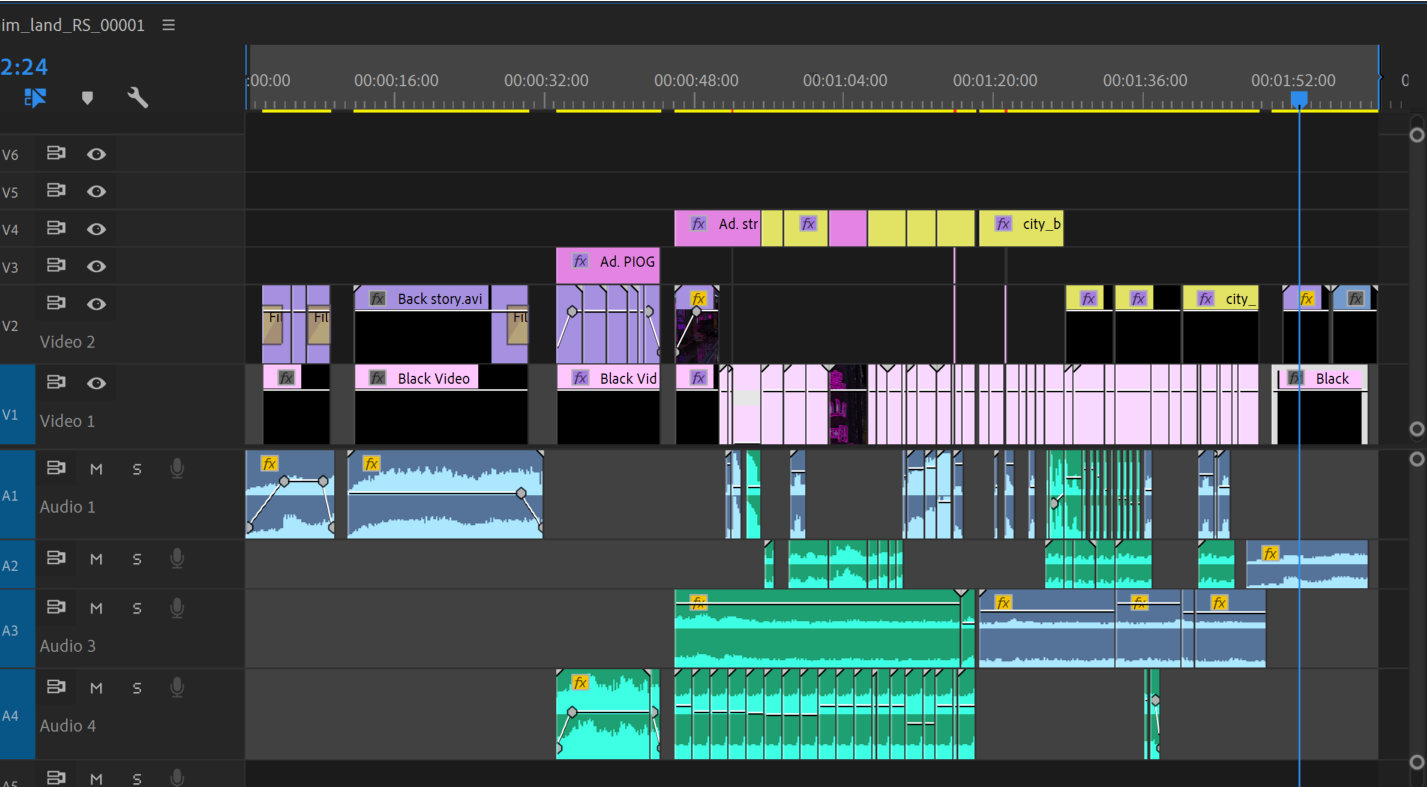 im_land_RS_00001
2:24
:00:00 00:00:16:00 00:00:32:00 00:00:48:00 00:01:04:00 00:01:20:00 00:01:36:00 00:01:52:00 0
V6
V5
V4 fx Ad. str fx fx city_b
V3 fx Ad. PIOG
V2 Video 2 Fil Fil fx Back story.avi Fil fx fx fx fx city_ fx fx
V1 Video 1 fx fx Black Video fx Black Vid fx fx Black
A1 M S Audio 1 fx fx
A2 M S fx
A3 M S Audio 3 fx fx fx fx
A4 M S Audio 4 fx
A5 M S